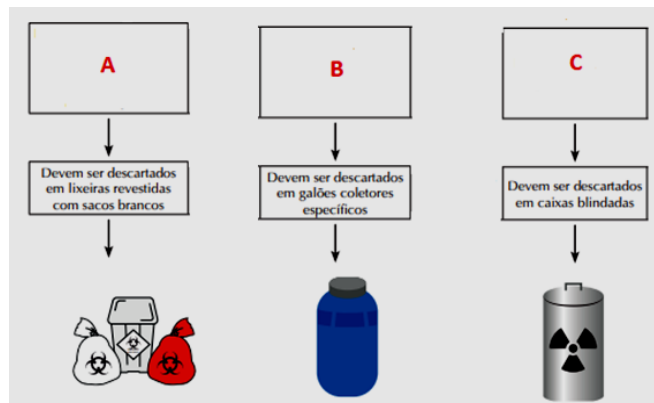 A
B
C
Devem ser descartados
em lixeiras revestidas
com sacos brancos
Devem ser descartados
em galões coletores
específicos
Devem ser descartados
em caixas blindadas